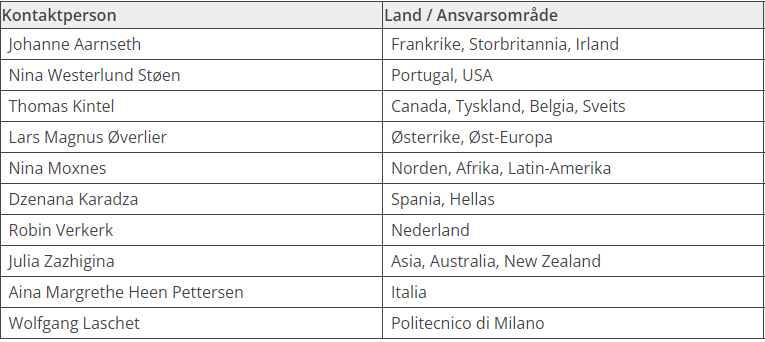 Kontaktperson Land / Ansvarsområde
Johanne Aarnseth Frankrike, Storbritannia, Irland
Nina Westerlund Støen Portugal, USA
Thomas Kintel Canada, Tyskland, Belgia, Sveits
Lars Magnus Øverlier Østerrike, Øst-Europa
Nina Moxnes Norden, Afrika, Latin-Amerika
Dzenana Karadza Spania, Hellas
Robin Verkerk Nederland
Julia Zazhigina Asia, Australia, New Zealand
Aina Margrethe Heen Pettersen Italia
Wolfgang Laschet Politecnico di Milano